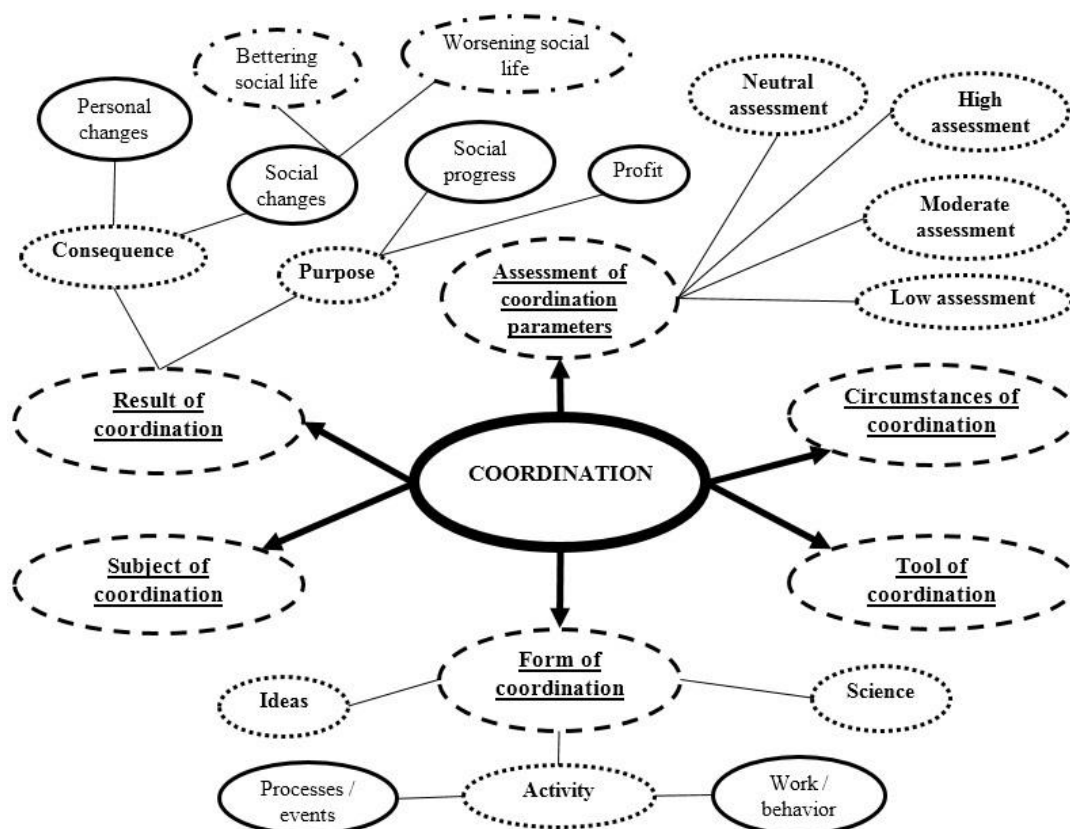 Bettering
social life
Worsening social
life
Neutral
assessment
High
assessment
Personal
changes
Social
changes
Social
progress
Profit
Moderate
assessment
Consequence
Purpose
Assessment of
coordination
parameters
Low assessment
Result of
coordination
Circumstances of
coordination
COORDINATION
Subject of
coordination
Tool of
coordination
Form of
coordination
Ideas
Science
Processes /
events
Activity
Work /
behavior